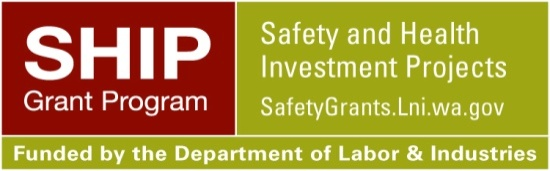 SHIP
Grant Program
Safety and Health
Investment Projects
SafetyGrants.Lni.wa.gov
Funded by the Department of Labor & Industries